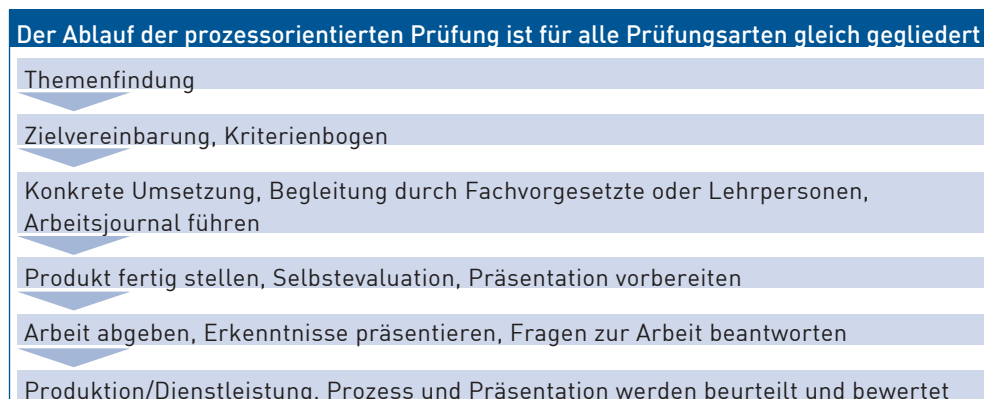 Der Ablauf der prozessorientierten Prüfung ist für alle Prüfungsarten gleich gegliedert
Themenfindung
Zielvereinbarung, Kriterienbogen
Konkrete Umsetzung, Begleitung durch Fachvorgesetzte oder Lehrpersonen,
Arbeitsjournal führen
Produkt fertig stellen, Selbstevaluation, Präsentation vorbereiten
Arbeit abgeben, Erkenntnisse präsentieren, Fragen zur Arbeit beantworten
Produktion/Dienstleistung, Prozess und Präsentation werden beurteilt und bewertet